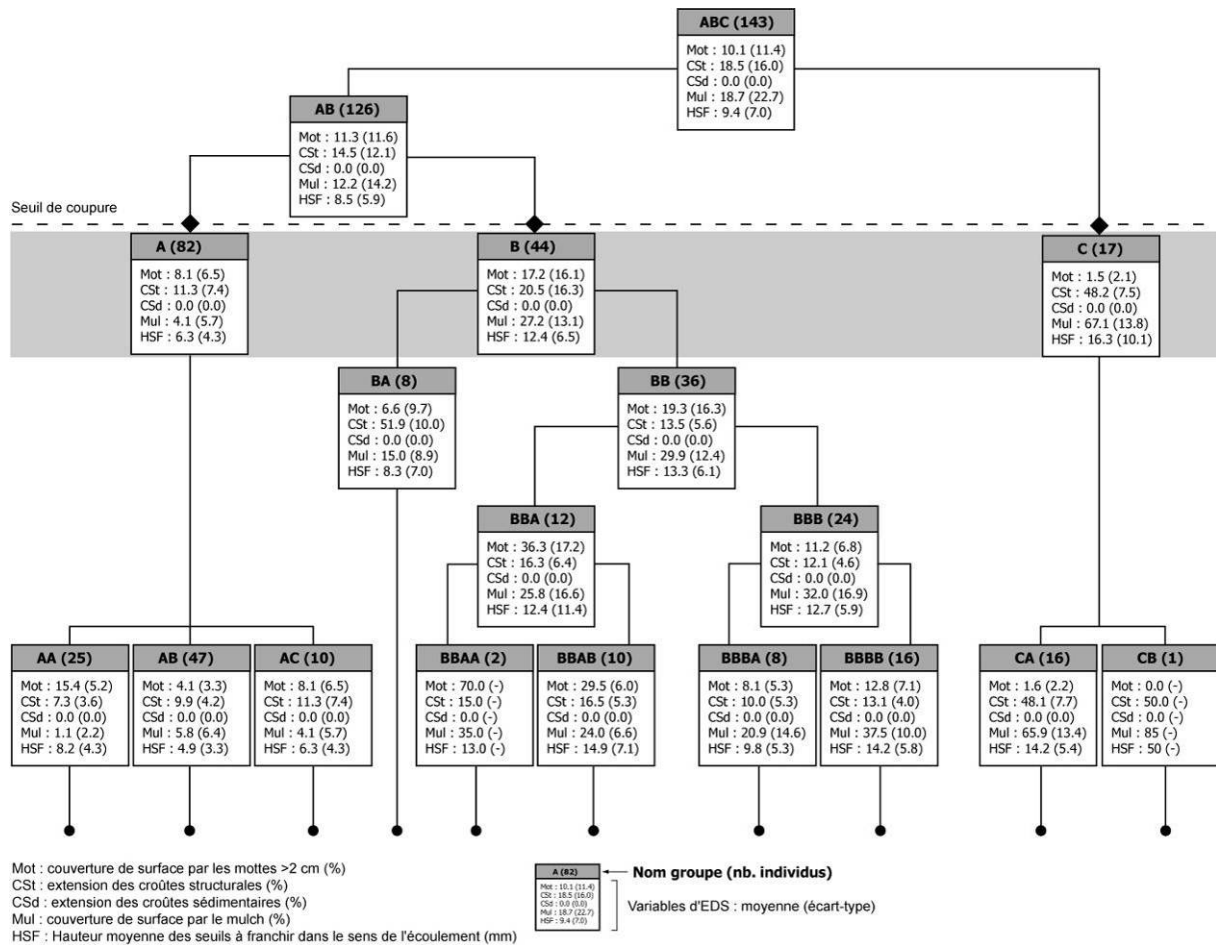 ABC (143)
Mot : 10.1 (11.4)
CSt : 18.5 (16.0)
CSd : 0.0 (0.0)
Mul : 18.7 (22.7)
HSF : 9.4 (7.0)
AB (126)
Mot : 11.3 (11.6)
CSt : 14.5 (12.1)
CSd : 0.0 (0.0)
Mul : 12.2 (14.2)
HSF : 8.5 (5.9)
Seuil de coupure
A (82)
Mot : 8.1 (6.5)
CSt : 11.3 (7.4)
CSd : 0.0 (0.0)
Mul : 4.1 (5.7)
HSF : 6.3 (4.3)
B (44)
Mot : 17.2 (16.1)
CSt : 20.5 (16.3)
CSd : 0.0 (0.0)
Mul : 27.2 (13.1)
HSF : 12.4 (6.5)
C (17)
Mot : 1.5 (2.1)
CSt : 48.2 (7.5)
CSd : 0.0 (0.0)
Mul : 67.1 (13.8)
HSF : 16.3 (10.1)
BA (8)
Mot : 6.6 (9.7)
CSt : 51.9 (10.0)
CSd : 0.0 (0.0)
Mul : 15.0 (8.9)
HSF : 8.3 (7.0)
BB (36)
Mot : 19.3 (16.3)
CSt : 13.5 (5.6)
CSd : 0.0 (0.0)
Mul : 29.9 (12.4)
HSF : 13.3 (6.1)
BBA (12)
Mot : 36.3 (17.2)
CSt : 16.3 (6.4)
CSd : 0.0 (0.0)
Mul : 25.8 (16.6)
HSF : 12.4 (11.4)
BBB (24)
Mot : 11.2 (6.8)
CSt : 12.1 (4.6)
CSd : 0.0 (0.0)
Mul : 32.0 (16.9)
HSF : 12.7 (5.9)
AA (25)
Mot : 15.4 (5.2)
CSt : 7.3 (3.6)
CSd : 0.0 (0.0)
Mul : 1.1 (2.2)
HSF : 8.2 (4.3)
AB (47)
Mot : 4.1 (3.3)
CSt : 9.9 (4.2)
CSd : 0.0 (0.0)
Mul : 5.8 (6.4)
HSF : 4.9 (3.3)
AC (10)
Mot : 8.1 (6.5)
CSt : 11.3 (7.4)
CSd : 0.0 (0.0)
Mul : 4.1 (5.7)
HSF : 6.3 (4.3)
BBAA (2)
Mot : 70.0 (-)
CSt : 15.0 (-)
CSd : 0.0 (-)
Mul : 35.0 (-)
HSF : 13.0 (-)
BBAB (10)
Mot : 29.5 (6.0)
CSt : 16.5 (5.3)
CSd : 0.0 (0.0)
Mul : 24.0 (6.6)
HSF : 14.9 (7.1)
BBBA (8)
Mot : 8.1 (5.3)
CSt : 10.0 (5.3)
CSd : 0.0 (0.0)
Mul : 20.9 (14.6)
HSF : 9.8 (5.3)
BBBB (16)
Mot : 12.8 (7.1)
CSt : 13.1 (4.0)
CSd : 0.0 (0.0)
Mul : 37.5 (10.0)
HSF : 14.2 (5.8)
CA (16)
Mot : 1.6 (2.2)
CSt : 48.1 (7.7)
CSd : 0.0 (0.0)
Mul : 65.9 (13.4)
HSF : 14.2 (5.4)
CB (1)
Mot : 0.0 (-)
CSt : 50.0 (-)
CSd : 0.0 (-)
Mul : 85 (-)
HSF : 50 (-)
Mot : couverture de surface par les mottes >2 cm (%)
CSt : extension des croûtes structurales (%)
CSd : extension des croûtes sédimentaires (%)
Mul : couverture de surface par le mulch (%)
HSF : Hauteur moyenne des seuils à franchir dans le sens de l'écoulement (mm)
A (82)
Mot : 10.1 (11.4)
CSt : 18.5 (16.0)
CSd : 0.0 (0.0)
Mul : 18.7 (22.7)
HSF : 9.4 (7.0)
Nom groupe (nb. individus)
Variables d'EDS : moyenne (écart-type)